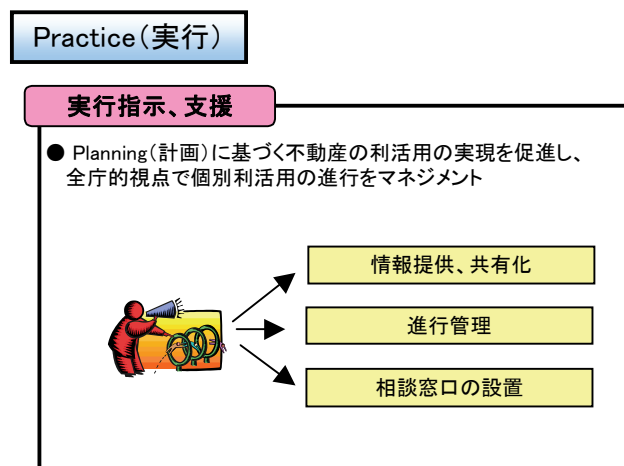 Practice(実行)
実行指示、支援
● Planning(計画)に基づく不動産の利活用の実現を促進し、
全庁的視点で個別利活用の進行をマネジメント
情報提供、共有化
進行管理
相談窓口の設置